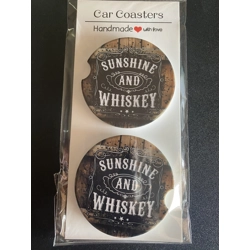 Car Coasters
Handmade with love
SUNSHINE
AND
WHISKEY
SUNSHINE
AND
WHISKEY